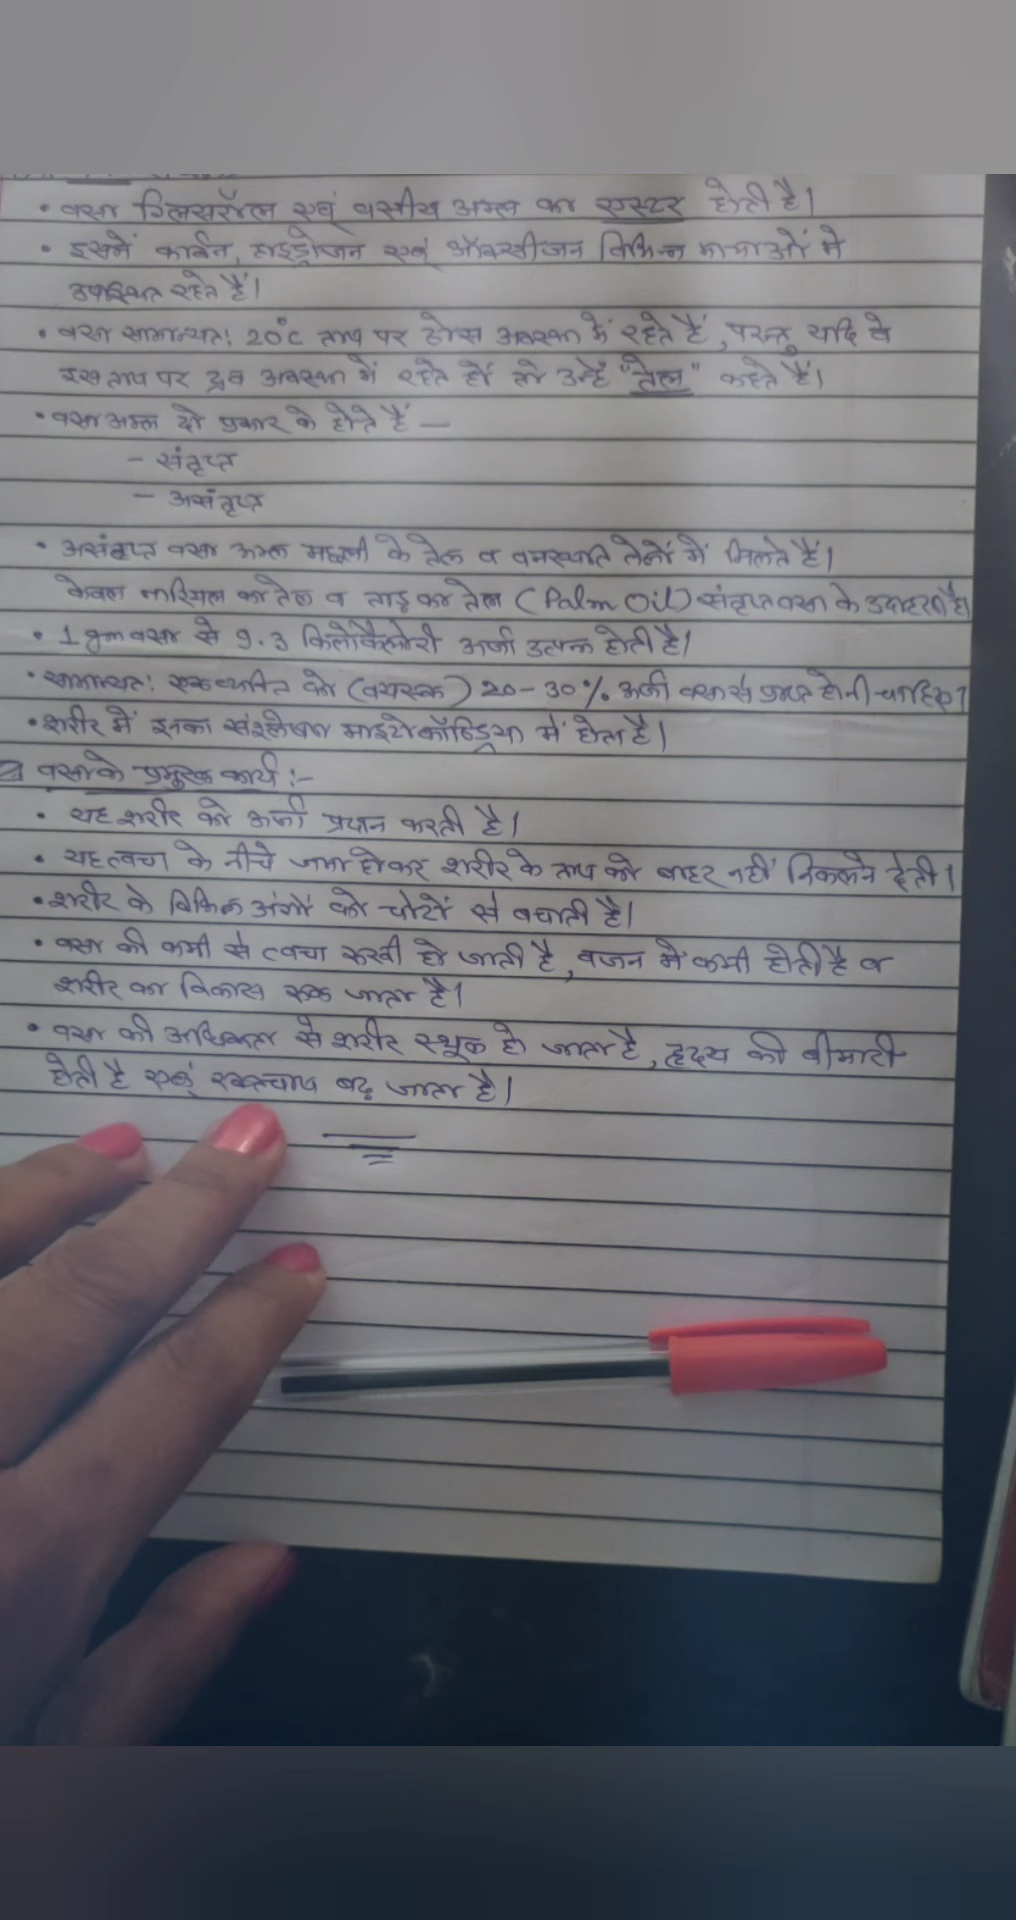 • वसा ग्लिसरॉल एवं वसीय अम्ल का एस्टर होती है।
• इसमें कार्बन, हाइड्रोजन एवं ऑक्सीजन विभिन्न मात्राओं में
उपस्थित रहते हैं।
• वसा सामान्यत: 20°C ताप पर ठोस अवस्था में रहते हैं, परन्तु यदि वे
इस ताप पर द्रव अवस्था में रहते हों तो उन्हें "तेल" कहते हैं।
• वसा अम्ल दो प्रकार के होते हैं —
- संतृप्त
- असंतृप्त
• असंतृप्त वसा अम्ल मछली के तेल व वनस्पति तेलों में मिलते हैं।
केवल नारियल का तेल व ताड़ का तेल (Palm Oil) संतृप्त वसा के उदाहरण है।
• 1 gm वसा से 9.3 किलोकैलोरी ऊर्जा उत्पन्न होती है।
• सामान्यत: एक व्यक्ति को (वयस्क) 20-30% ऊर्जा वसा से प्राप्त होनी चाहिए।
• शरीर में इनका संश्लेषण माइटोकॉण्ड्रिया में होता है।
वसा के प्रमुख कार्य :-
• यह शरीर को ऊर्जा प्रदान करती है।
• यह त्वचा के नीचे जमा होकर शरीर के ताप को बाहर नहीं निकलने देती।
• शरीर के विभिन्न अंगों को चोटों से बचाती है।
• वसा की कमी से त्वचा रूखी हो जाती है, वजन में कमी होती है व
शरीर का विकास रूक जाता है।
• वसा की अधिकता से शरीर स्थूल हो जाता है, हृदय की बीमारी
होती है एवं रक्तचाप बढ़ जाता है।